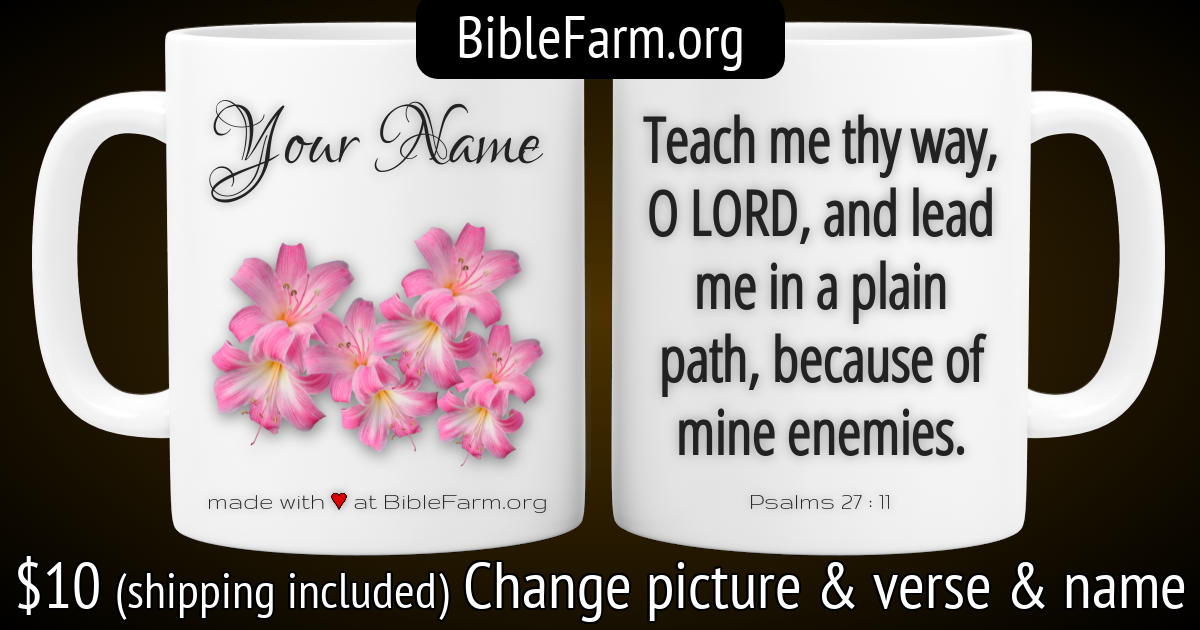 BibleFarm.org
Your Name
made with ♥ at BibleFarm.org
Teach me thy way,
O LORD, and lead
me in a plain
path, because of
mine enemies.
Psalms 27 : 11
$10 (shipping included) Change picture & verse & name